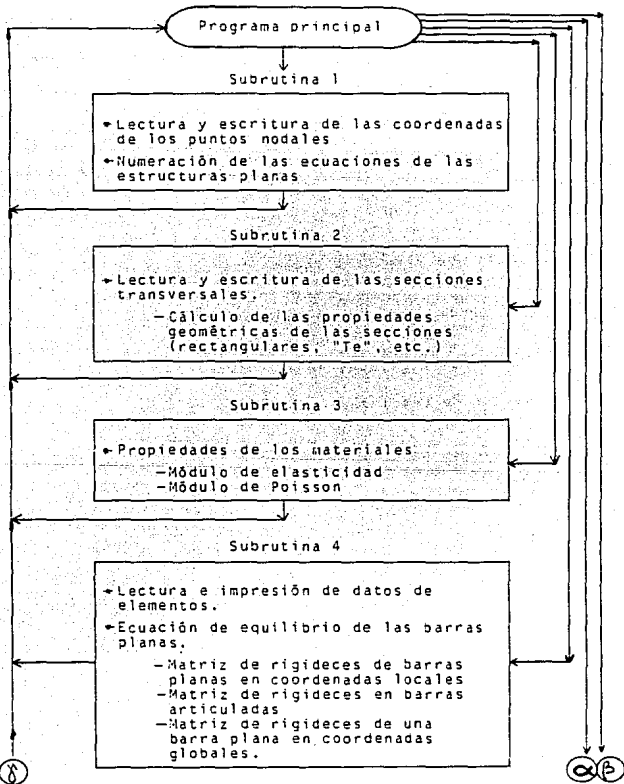 Programa principal
Subrutina 1
Lectura y escritura de las coordenadas
de los puntos nodales
Numeración de las ecuaciones de las
estructuras planas
Subrutina 2
Lectura y escritura de las secciones
transversales.
—Cálculo de las propiedades
geométricas de las secciones
(rectangulares, "Te", etc.)
Subrutina 3
Propiedades de los materiales
—Módulo de elasticidad
—Módulo de Poisson
Subrutina 4
Lectura e impresión de datos de
elementos.
Ecuación de equilibrio de las barras
planas.
—Matriz de rigideces de barras
planas en coordenadas locales
—Matriz de rigideces en barras
articuladas
—Matriz de rigideces de una
barra plana en coordenadas
globales.
γ α β